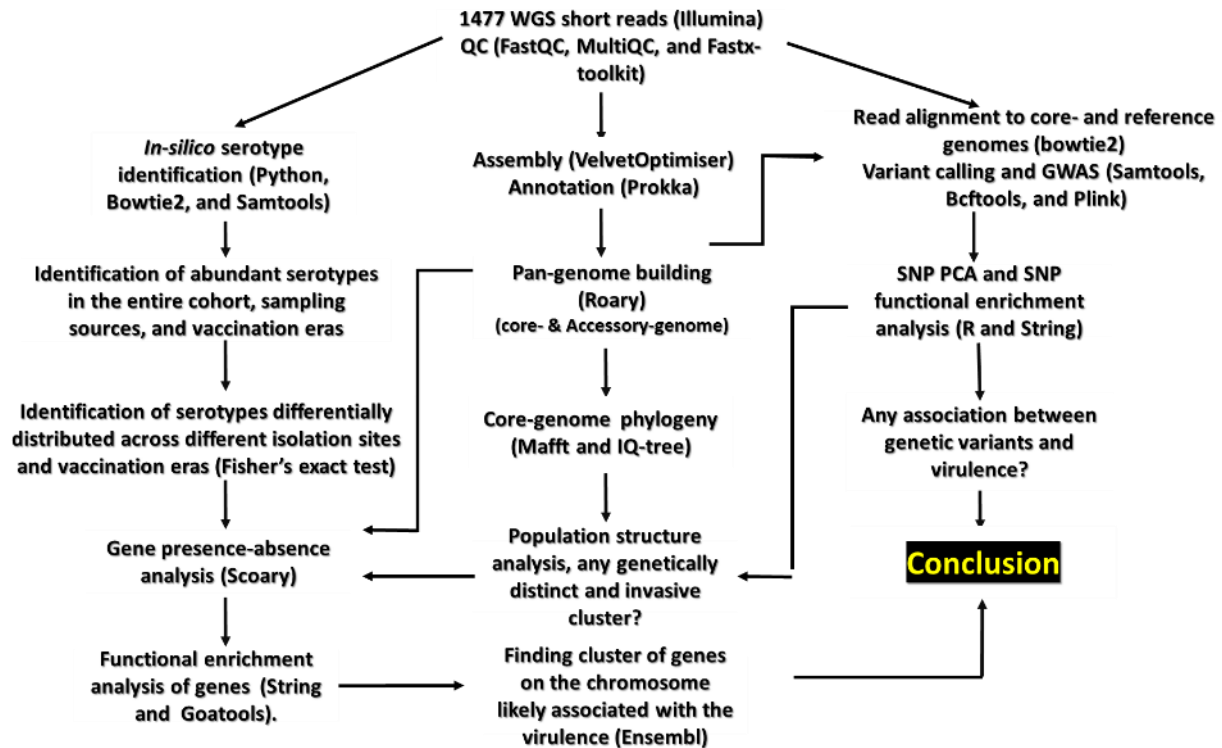 1477 WGS short reads (Illumina)
QC (FastQC, MultiQC, and Fastx-
toolkit)
In-silico serotype
identification (Python,
Bowtie2, and Samtools)
Identification of abundant serotypes
in the entire cohort, sampling
sources, and vaccination eras
Identification of serotypes differentially
distributed across different isolation sites
and vaccination eras (Fisher's exact test)
Gene presence-absence
analysis (Scoary)
Functional enrichment
analysis of genes (String
and Goatools).
Assembly (VelvetOptimiser)
Annotation (Prokka)
Pan-genome building
(Roary)
(core- & Accessory-genome)
Core-genome phylogeny
(Mafft and IQ-tree)
Population structure
analysis, any genetically
distinct and invasive
cluster?
Finding cluster of genes
on the chromosome
likely associated with the
virulence (Ensembl)
Read alignment to core- and reference
genomes (bowtie2)
Variant calling and GWAS (Samtools,
Bcftools, and Plink)
SNP PCA and SNP
functional enrichment
analysis (R and String)
Any association between
genetic variants and
virulence?
Conclusion